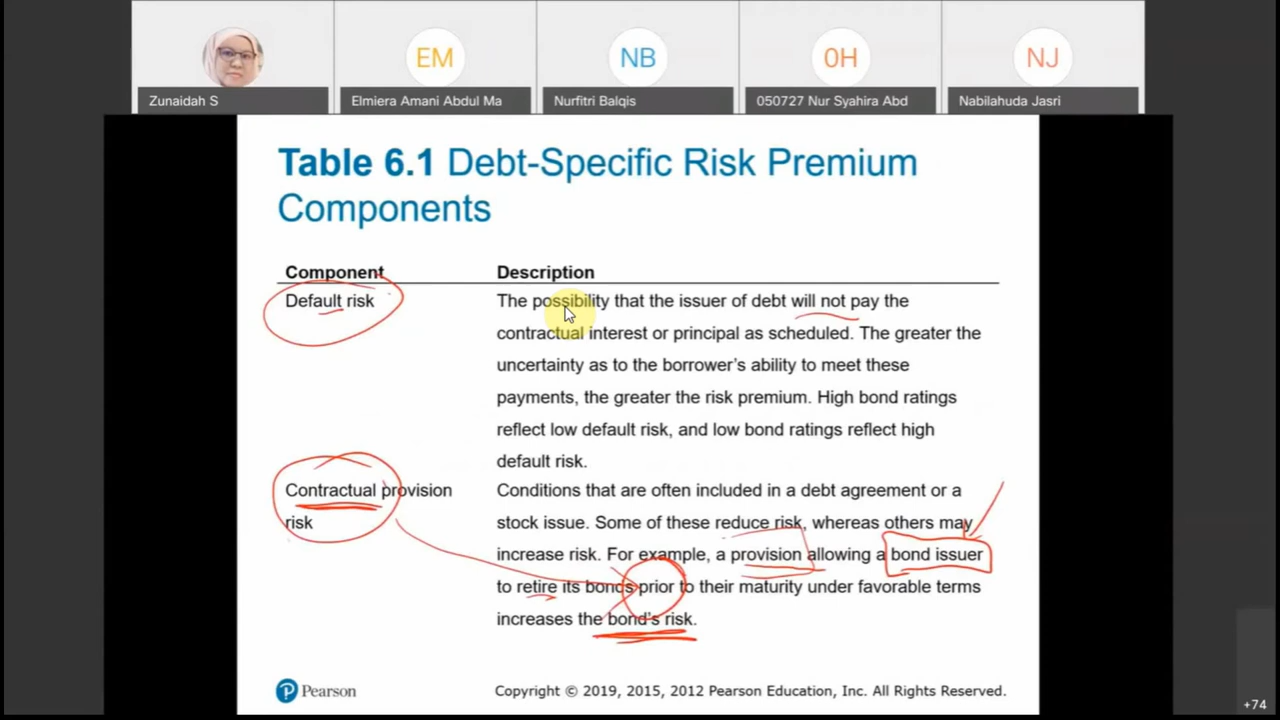 EM
NB
0H
NJ
Zunaidah S
Elmiera Amani Abdul Ma
Nurfitri Balqis
050727 Nur Syahira Abd
Nabilahuda Jasri
Table 6.1 Debt-Specific Risk Premium
Components
Component
Description
Default risk
The possibility that the issuer of debt will not pay the
contractual interest or principal as scheduled. The greater the
uncertainty as to the borrower's ability to meet these
payments, the greater the risk premium. High bond ratings
reflect low default risk, and low bond ratings reflect high
default risk.
Contractual provision
risk
Conditions that are often included in a debt agreement or a
stock issue. Some of these reduce risk, whereas others may
increase risk. For example, a provision allowing a bond issuer
to retire its bonds prior to their maturity under favorable terms
increases the bond's risk.
P Pearson
Copyright © 2019, 2015, 2012 Pearson Education, Inc. All Rights Reserved.
+74